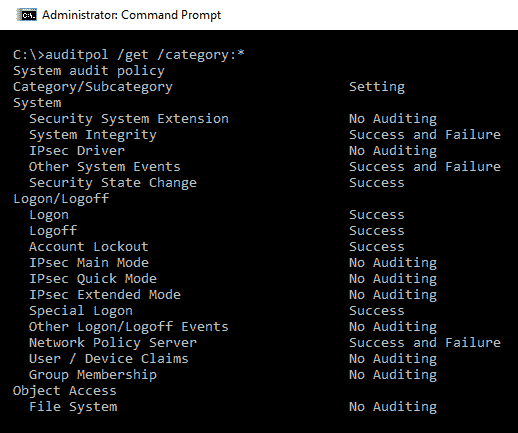 Administrator: Command Prompt
C:\>auditpol /get /category:*
System audit policy
Category/Subcategory                      Setting
System
  Security System Extension               No Auditing
  System Integrity                        Success and Failure
  IPsec Driver                            No Auditing
  Other System Events                     Success and Failure
  Security State Change                   Success
Logon/Logoff
  Logon                                   Success
  Logoff                                  Success
  Account Lockout                         Success
  IPsec Main Mode                         No Auditing
  IPsec Quick Mode                        No Auditing
  IPsec Extended Mode                     No Auditing
  Special Logon                           Success
  Other Logon/Logoff Events               No Auditing
  Network Policy Server                   Success and Failure
  User / Device Claims                    No Auditing
  Group Membership                        No Auditing
Object Access
  File System                             No Auditing